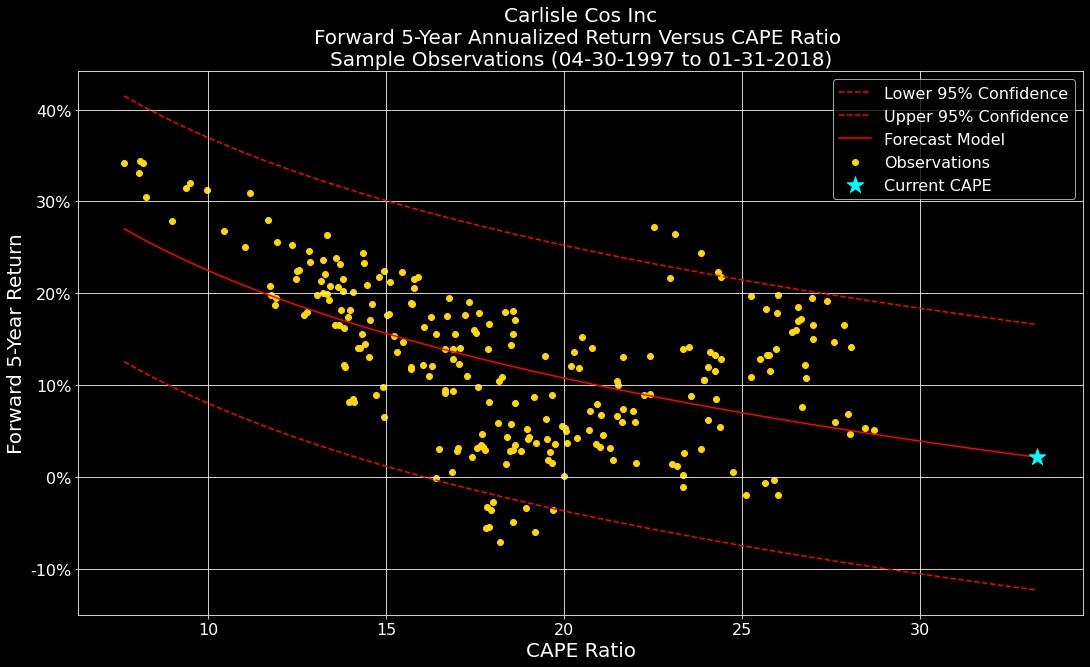 Carlisle Cos Inc
Forward 5-Year Annualized Return Versus CAPE Ratio
Sample Observations (04-30-1997 to 01-31-2018)
Lower 95% Confidence
Upper 95% Confidence
Forecast Model
Observations
Current CAPE
Forward 5-Year Return
40%
30%
20%
10%
0%
-10%
10
15
20
25
30
CAPE Ratio